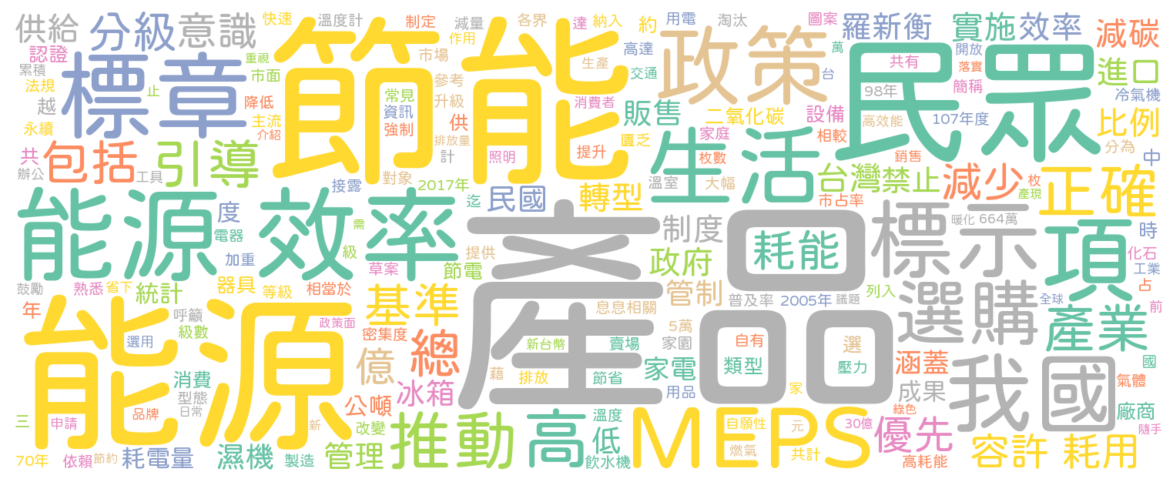 供給
分級
意識
快速
溫度計
制定
減量
各界
達
納入
約
用電
淘汰
圖案
羅新衡
實施
效率
減碳
認證
重視
市場
作用
高達
萬
共有
開放
落實
累積
標章
市面
節能
生產
交通
政策
台
民眾
簡稱
進口
法規
越
止
降低
常見
參考
升級
消費者
販售
二氧化碳
設備
98年
高效能
107年度
冷氣機
永續
主流
介紹
資訊
強制
供
排放量
計
匱乏
家庭
相較
比例
分為
共
包括
引導
照明
提升
生活
枚數
銷售
中
辦公
工具
接露
對象
2017年
迄
民國
轉型
溫室
大幅
台灣
禁止
市占率
減少
枚
產現
正確
能源
效率
度
電器
加重
需
級
提供
制度
耗能
標示
暖化
664萬
項
時
化石
工業
鼓勵
草案
節電
產品
政府
管制
普及率
2005年
議題
列入
全球
占
年
熟悉
省下
統計
器具
等級
相當於
基準
息息相關
選購
產業
前
能源
呼籲
級數
政策面
密集度
總
新台幣
賣場
5萬
家園
自有
選
涵蓋
國
選用
億
藉
排放
節省
家電
類型
壓力
成果
我國
氣體
消費
型態
日常
冰箱
用品
家
廠商
三
申請
品牌
新
公噸
改變
推動
高
溫度
低
MEPS
自願性
元
30億
綠色
優先
隨手
70年
依賴
節約
耗電量
濕機
製造
管理
飲水機
燃氣
共計
高耗能
容許
耗用